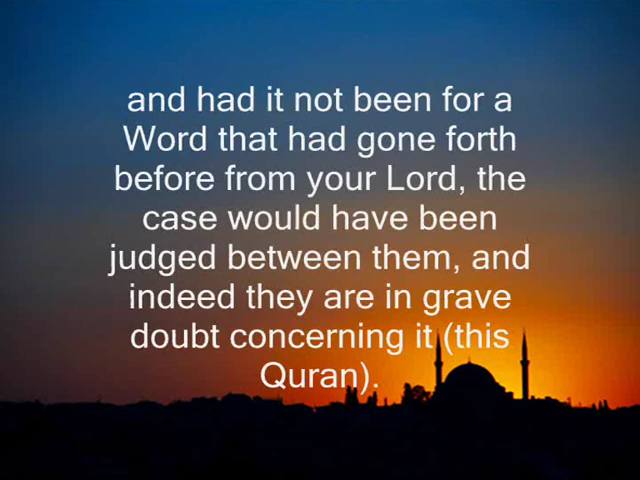 and had it not been for a
Word that had gone forth
before from your Lord, the
case would have been
judged between them, and
indeed they are in grave
doubt concerning it (this
Quran).